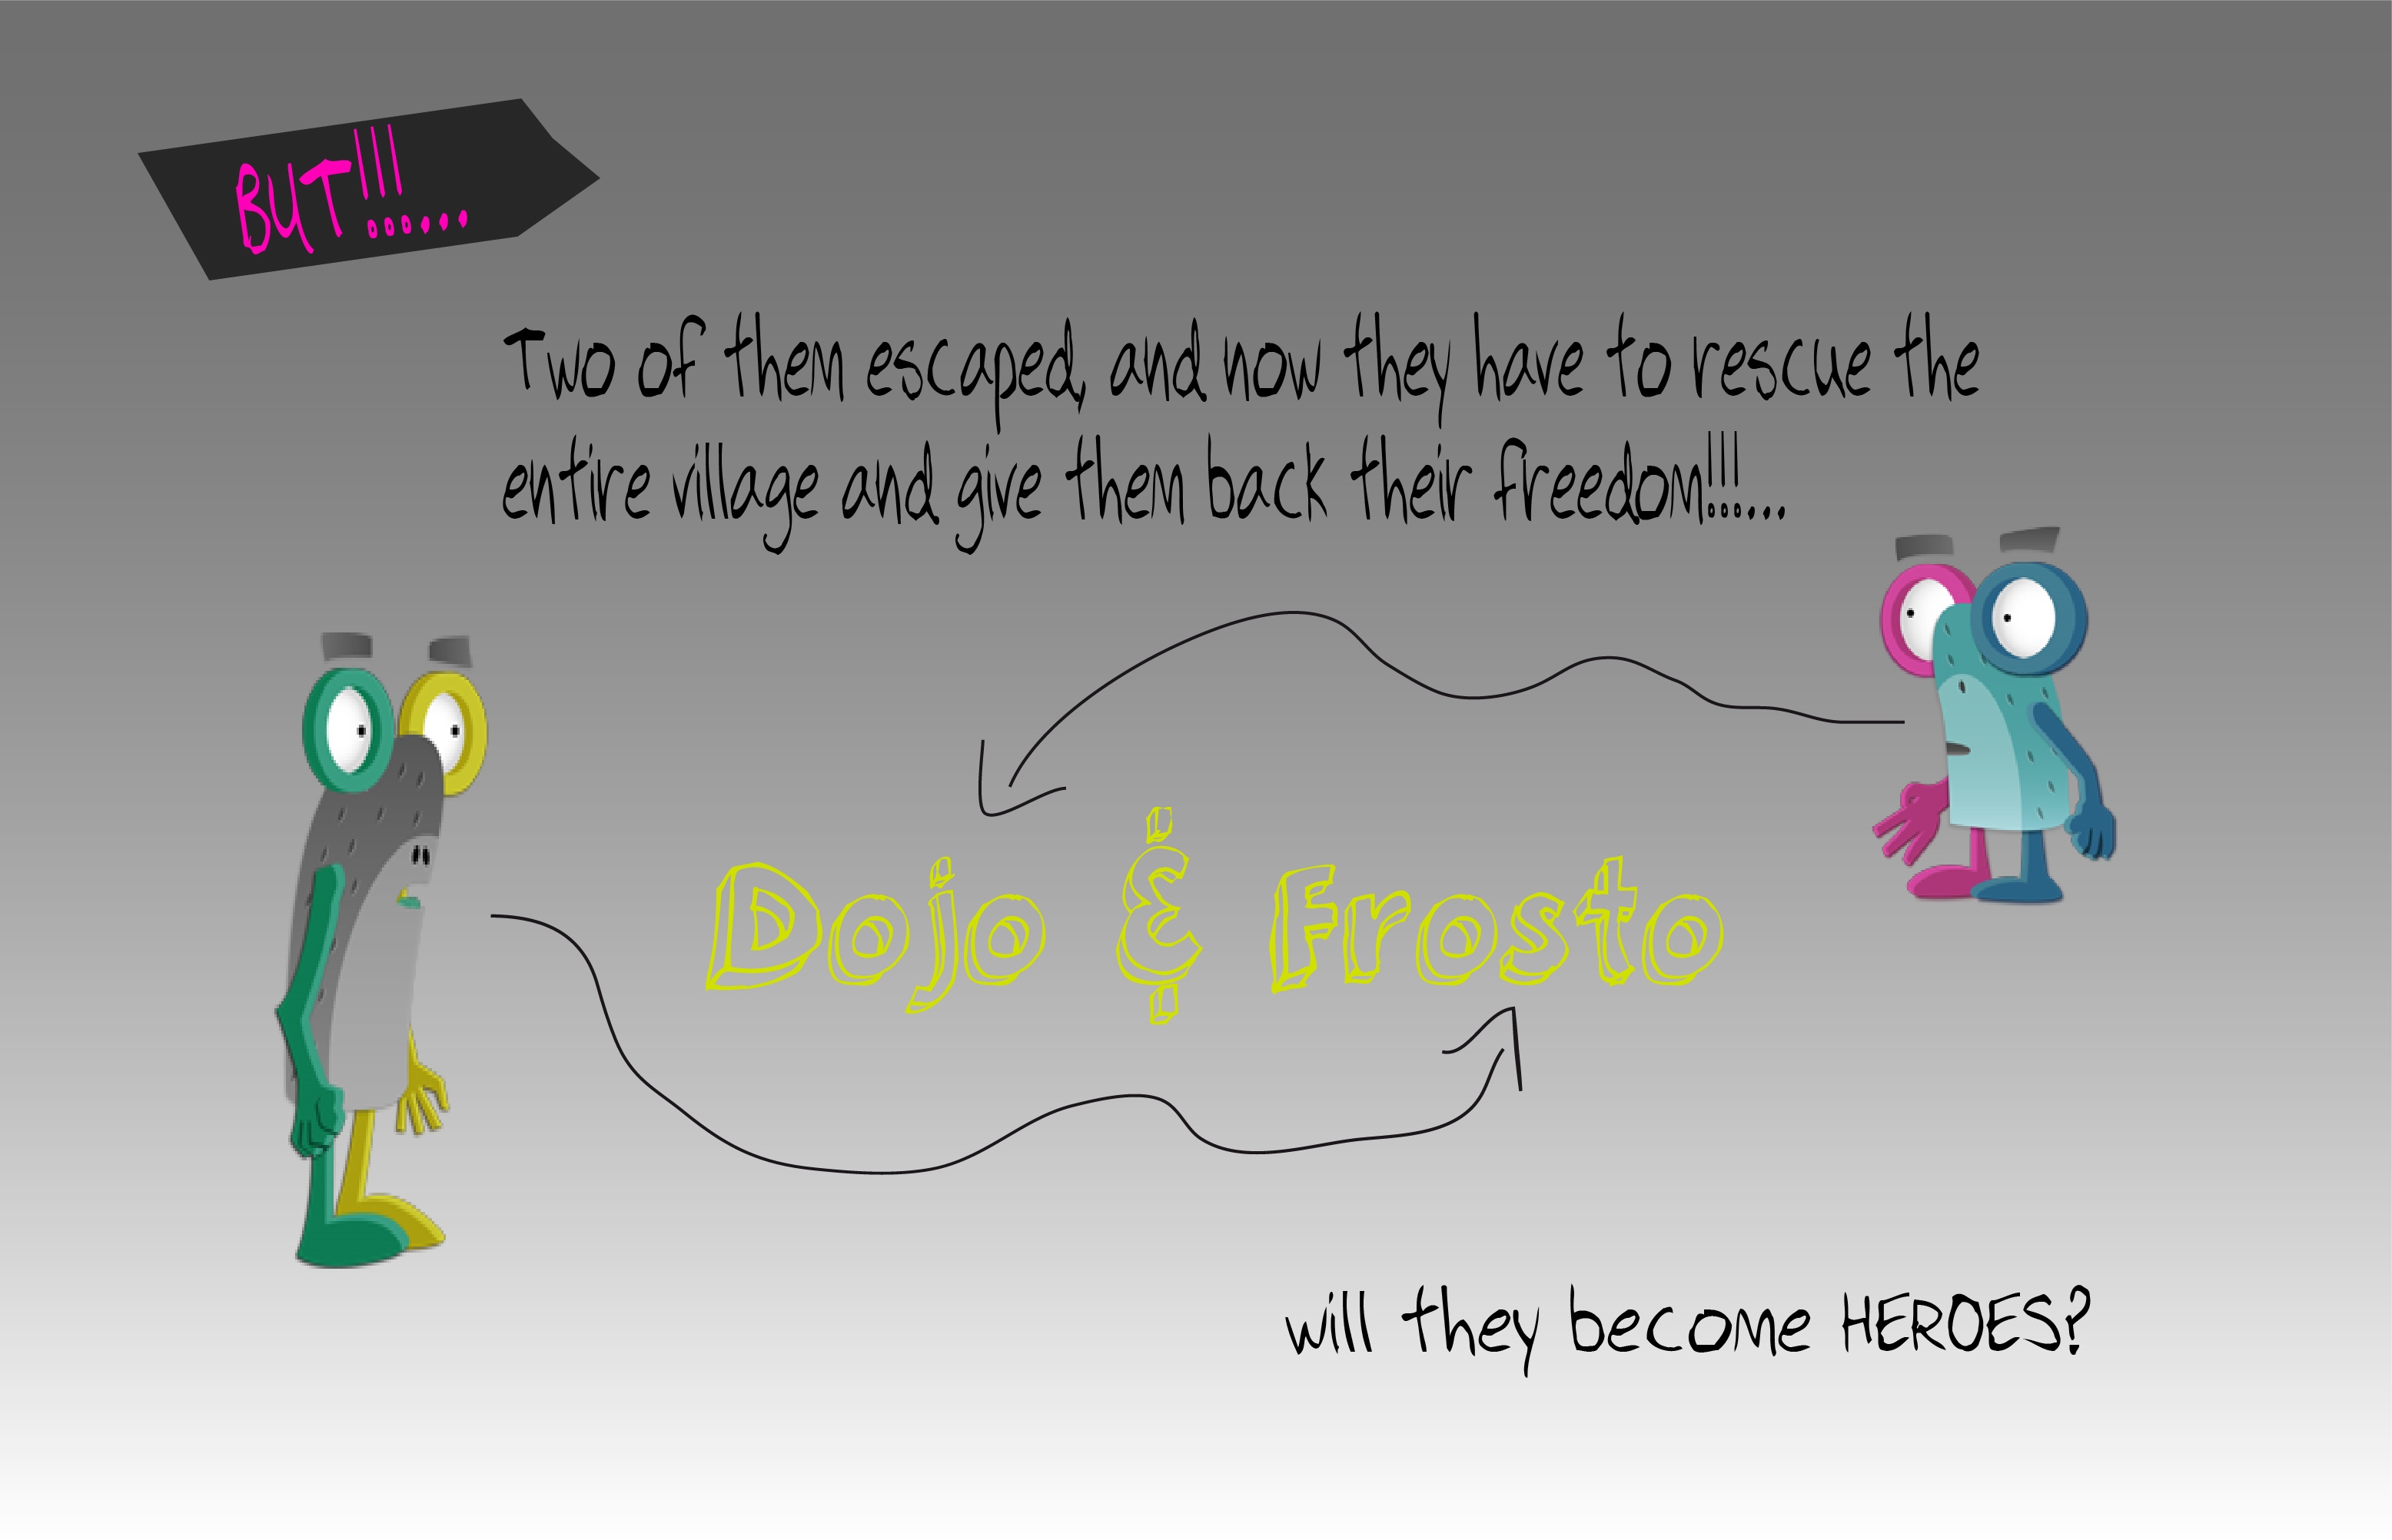 BUT!!!...
Two of them escaped, and now they have to rescue the
entire village and give them back their freedom!!!...
Dojo & Frosto
will they become HEROES?